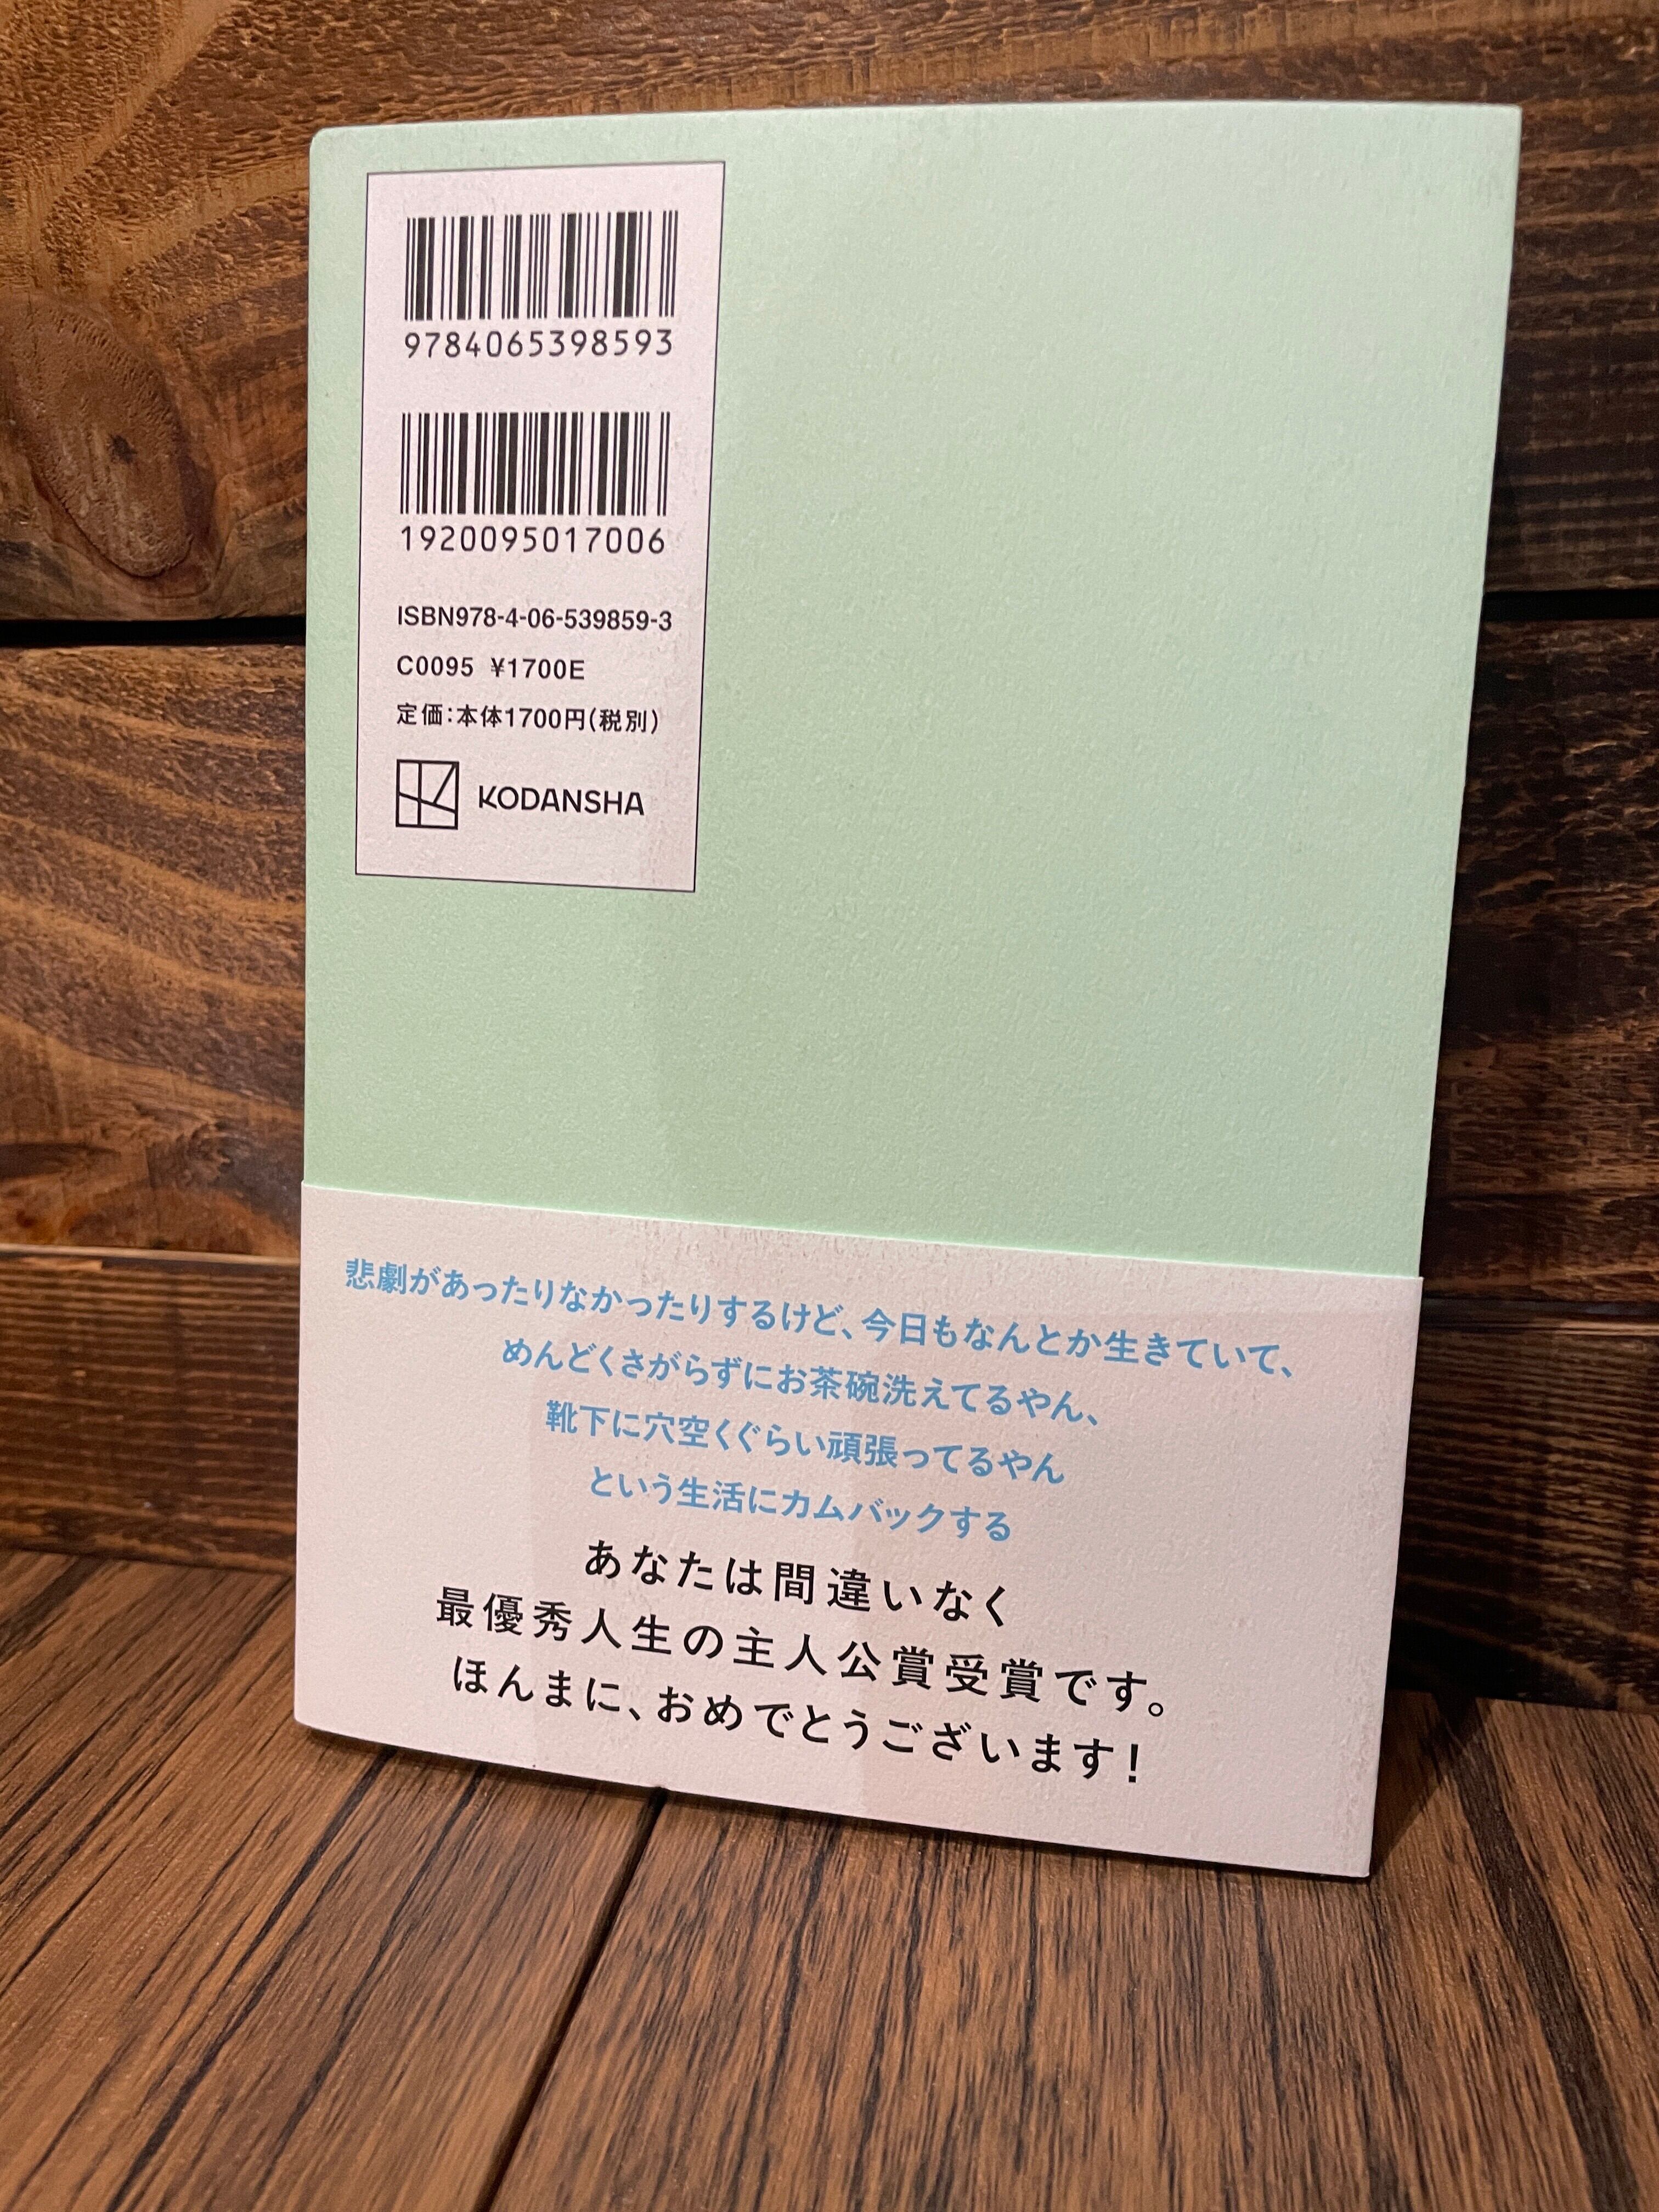 9784065398593
1920095017006
ISBN978-4-06-539859-3
C0095 ¥1700E
定価:本体1700円(税別)
KODANSHA
悲劇があったりなかったりするけど、今日もなんとか生きていて、
めんどくさがらずにお茶碗洗えてるやん、
靴下に穴空くぐらい頑張ってるやん
という生活にカムバックする
あなたは間違いなく
最優秀人生の主人公賞受賞です。
ほんまに、おめでとうございます!